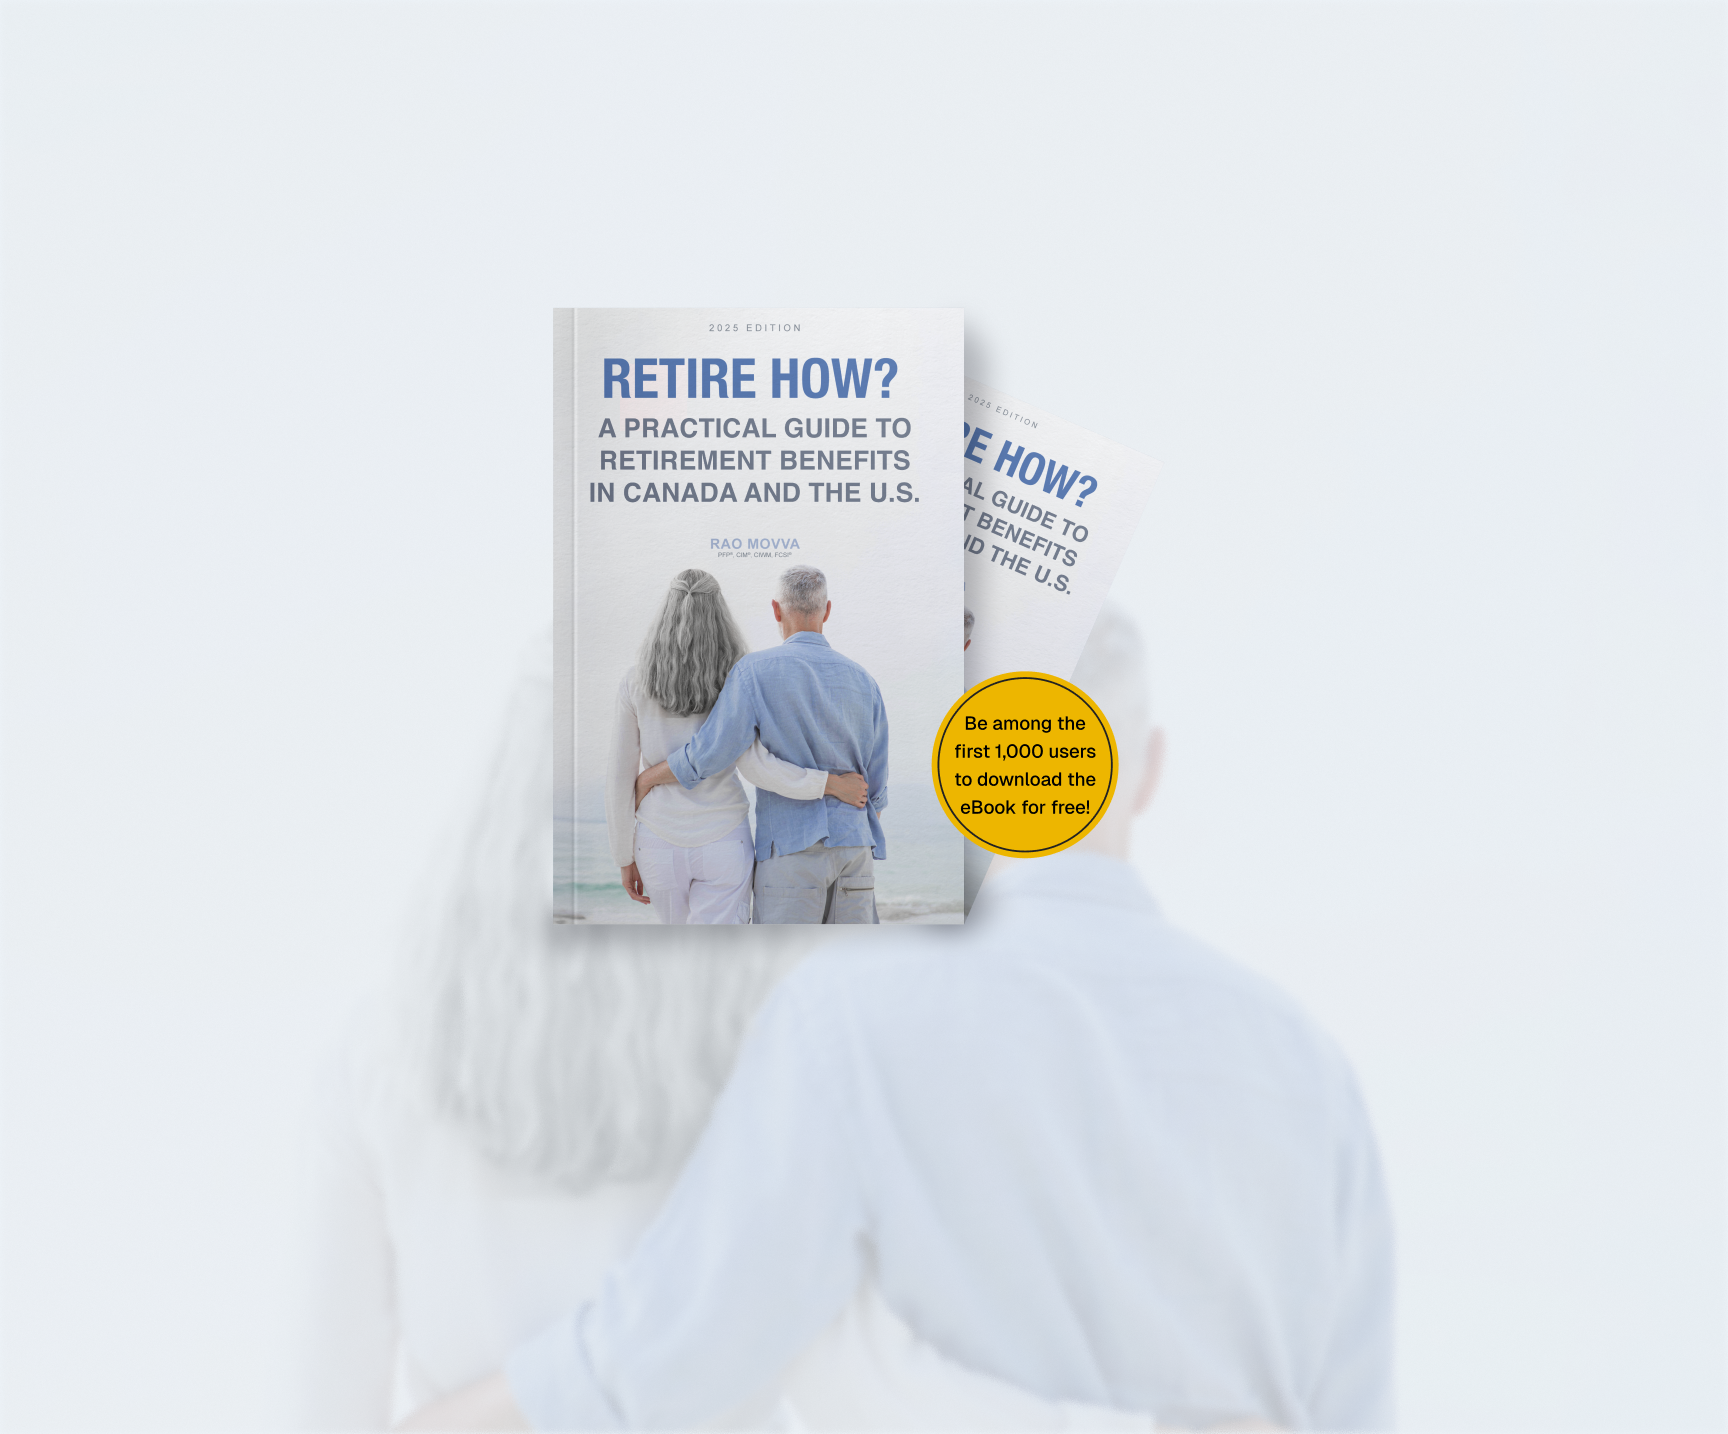 2025 EDITION
RETIRE HOW?
A PRACTICAL GUIDE TO
RETIREMENT BENEFITS
IN CANADA AND THE U.S.
RAO MOVVA
PFP®, CIM®, CIWM, FCSI®
2025 EDITION
RE HOW?
AL GUIDE TO
T BENEFITS
ND THE U.S.
Be among the
first 1,000 users
to download the
eBook for free!